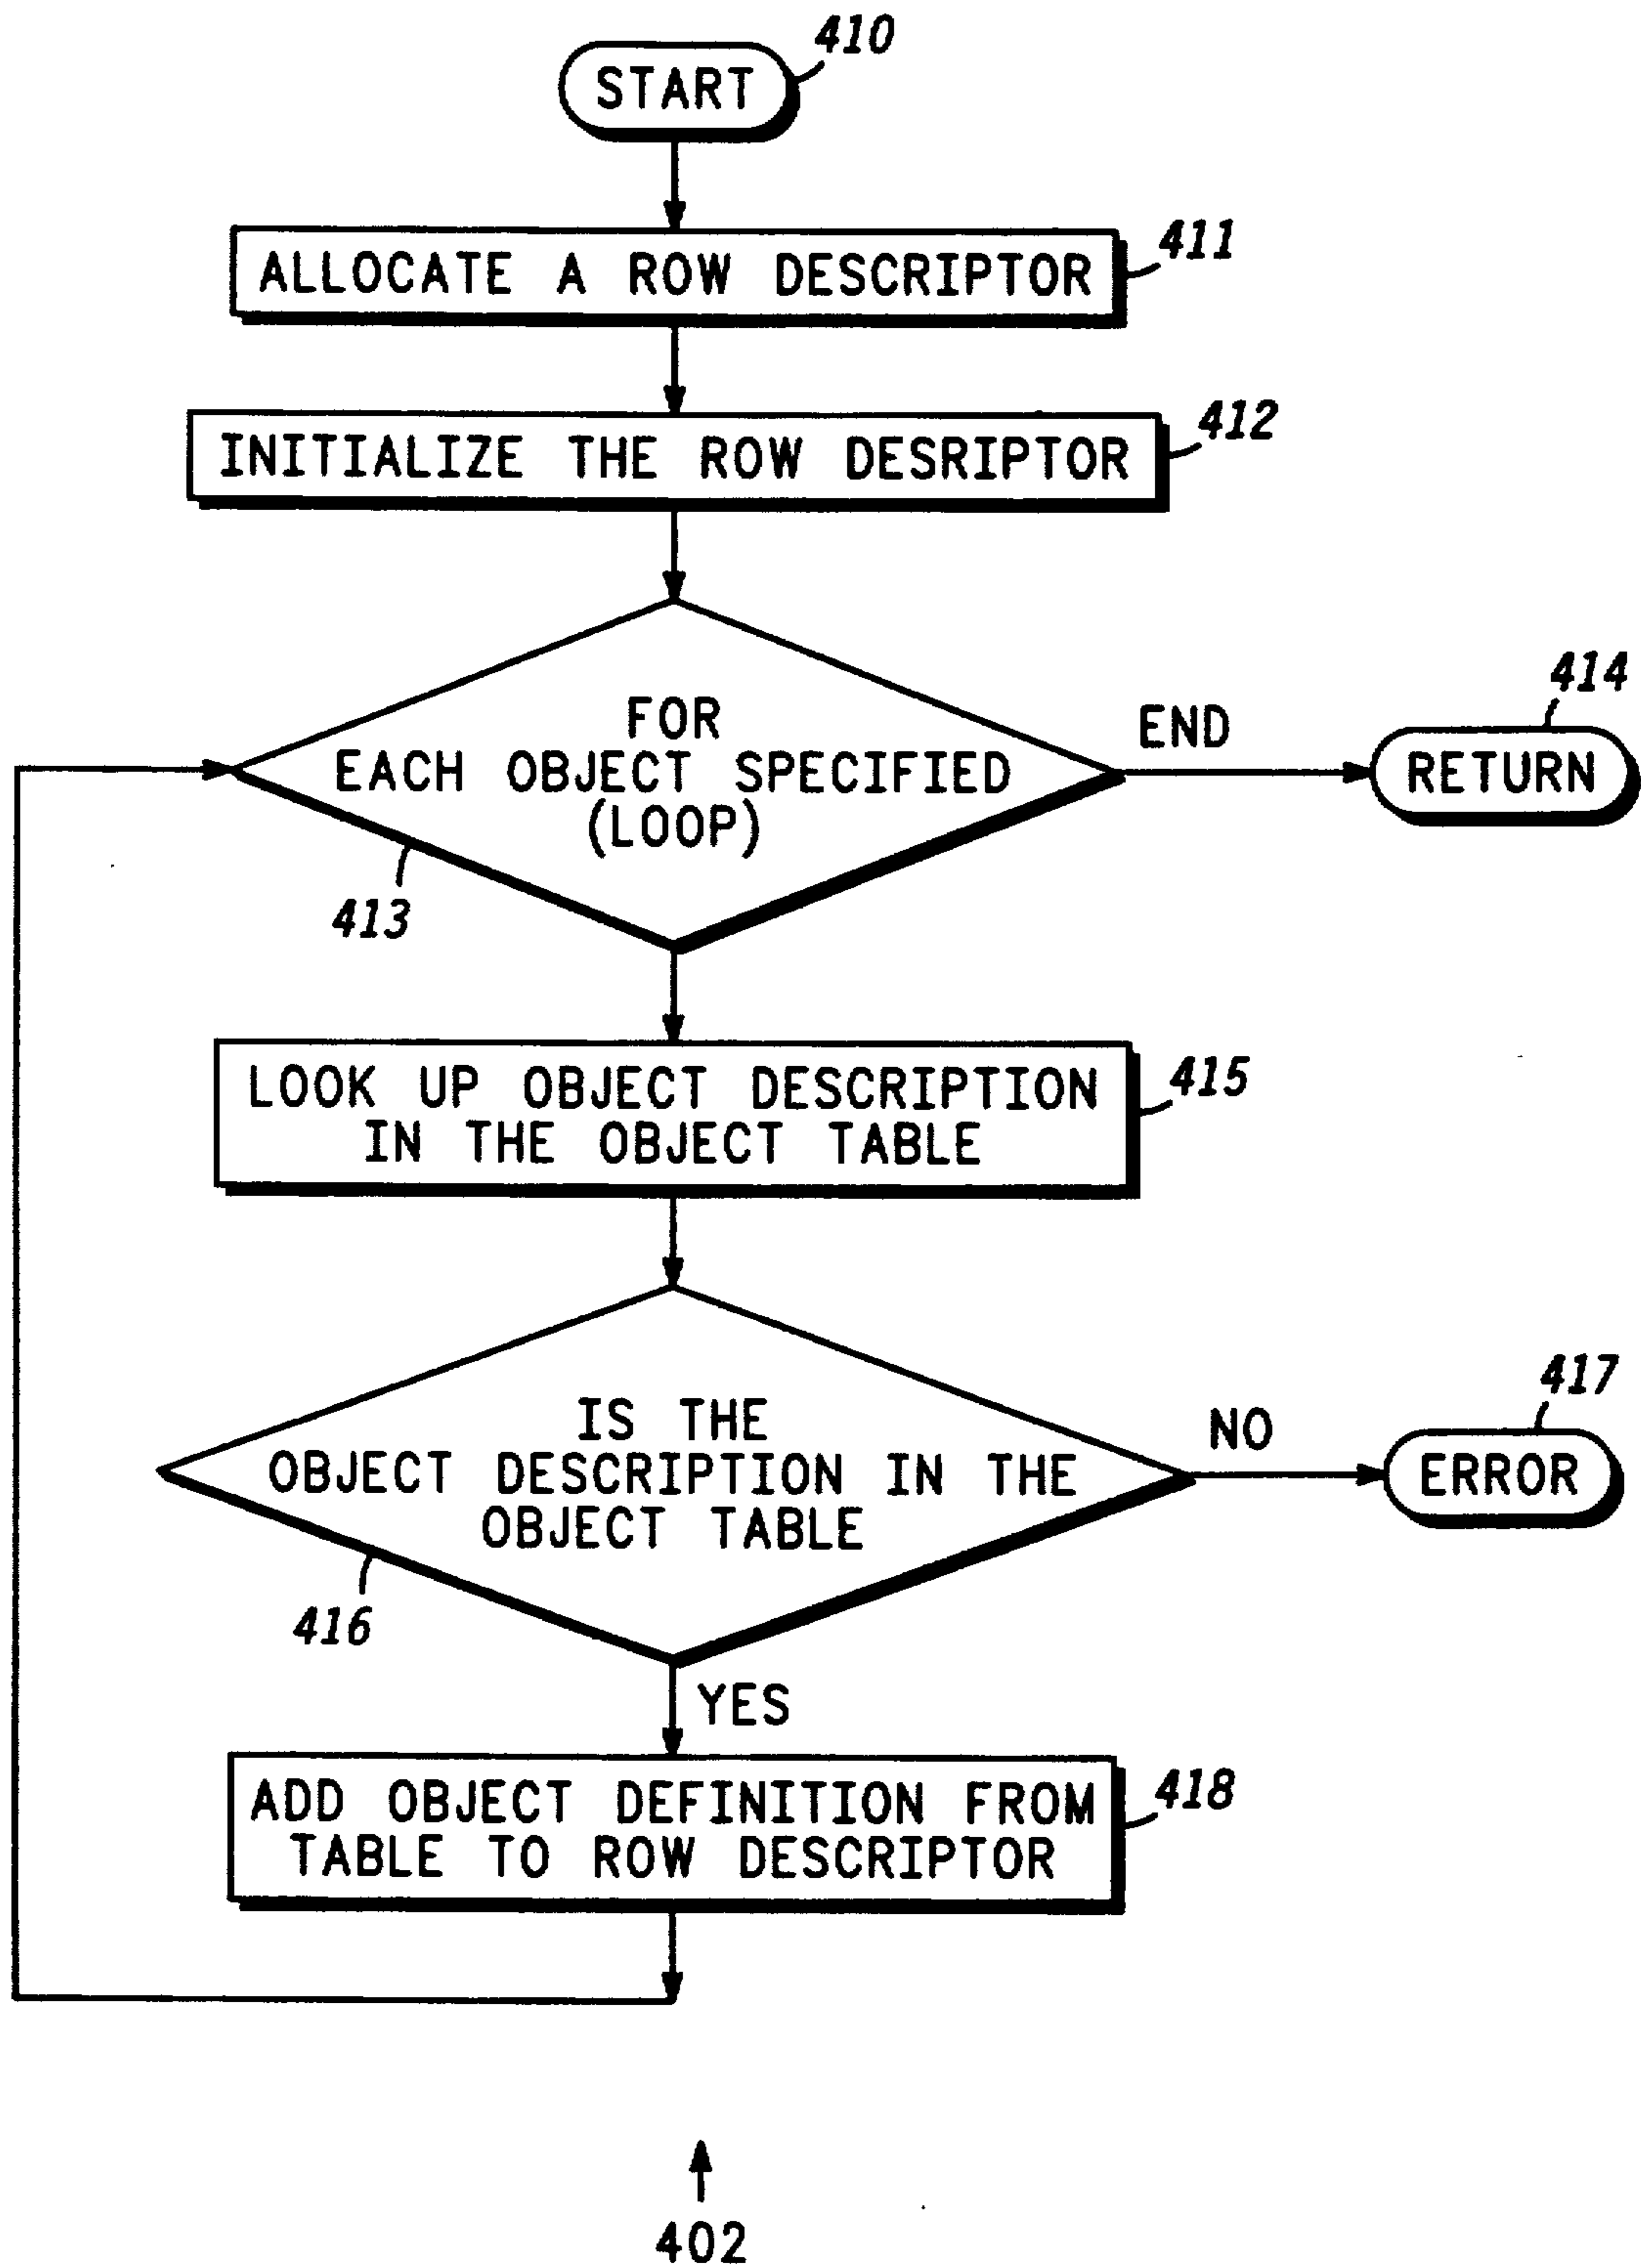 410
START
ALLOCATE A ROW DESCRIPTOR
411
INITIALIZE THE ROW DESRIPTOR
412
FOR
EACH OBJECT SPECIFIED
(LOOP)
413
END
414
RETURN
LOOK UP OBJECT DESCRIPTION
IN THE OBJECT TABLE
415
IS THE
OBJECT DESCRIPTION IN THE
OBJECT TABLE
416
NO
417
ERROR
YES
ADD OBJECT DEFINITION FROM
TABLE TO ROW DESCRIPTOR
418
402